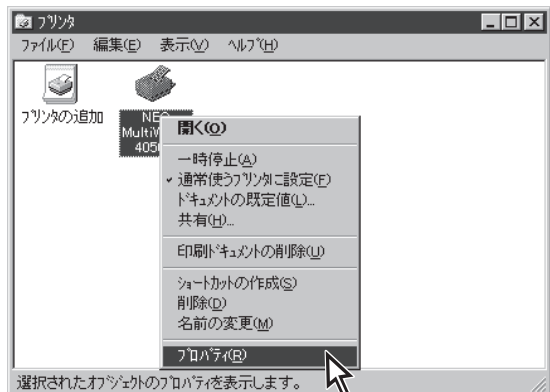 プリンタ
ファイル(F) 編集(E) 表示(V) ヘルプ(H)
プリンタの追加
NEC
MultiW
405
開く(O)
一時停止(A)
通常使うプリンタに設定(F)
ドキュメントの既定値(L)...
共有(H)...
印刷ドキュメントの削除(U)
ショートカットの作成(S)
削除(D)
名前の変更(M)
プロパティ(R)
選択されたオブジェクトのプロパティを表示します。